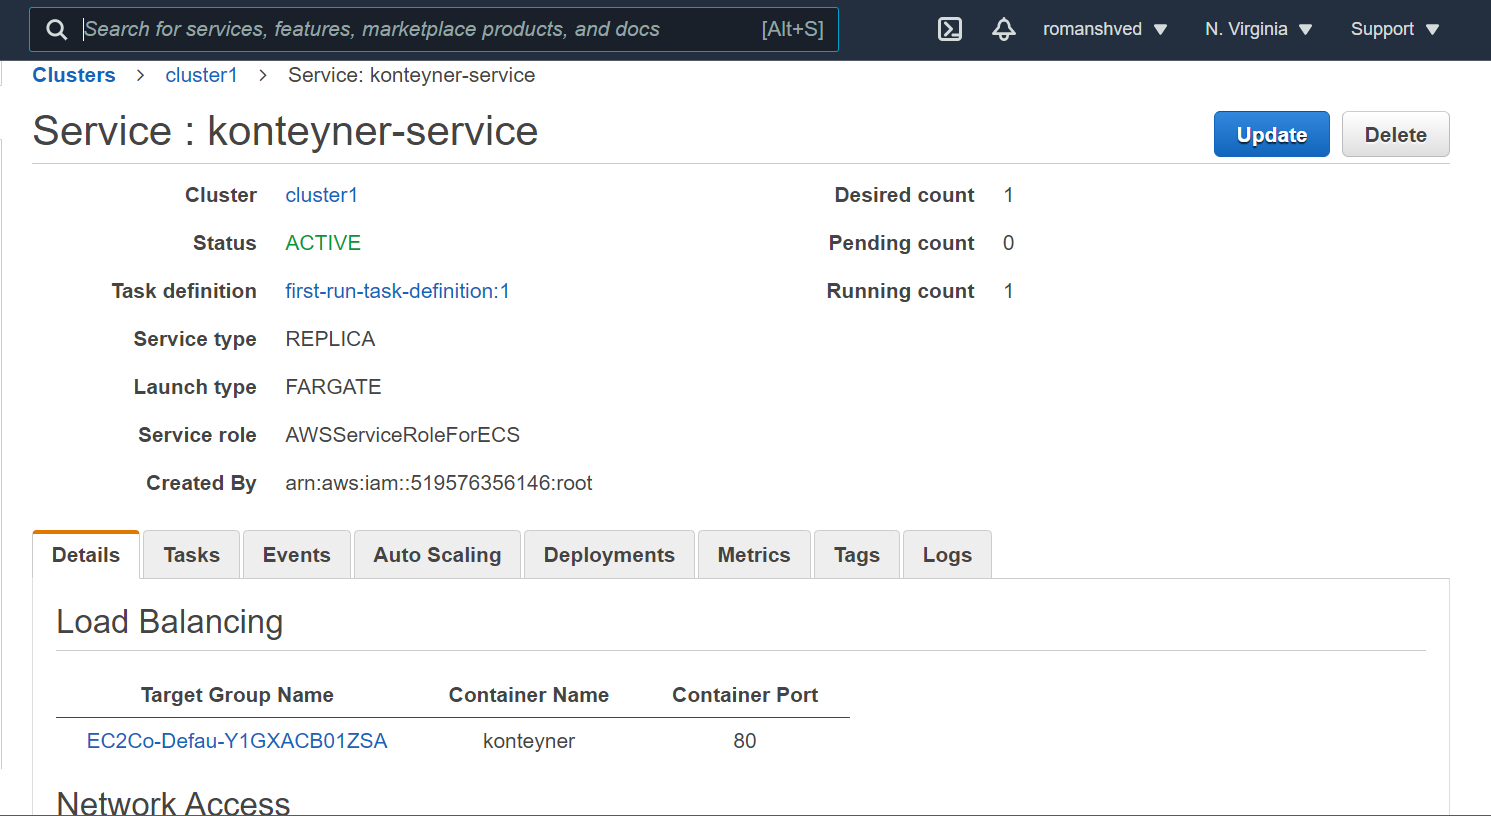 Search for services, features, marketplace products, and docs [Alt+S] romanshved N. Virginia Support
Clusters > cluster1 > Service: konteyner-service
Service : konteyner-service
Update Delete
Cluster cluster1 Desired count 1
Status ACTIVE Pending count 0
Task definition first-run-task-definition:1 Running count 1
Service type REPLICA
Launch type FARGATE
Service role AWSServiceRoleForECS
Created By arn:aws:iam::519576356146:root
Details Tasks Events Auto Scaling Deployments Metrics Tags Logs
Load Balancing
Target Group Name Container Name Container Port
EC2Co-Defau-Y1GXACB01ZSA konteyner 80
Network Access